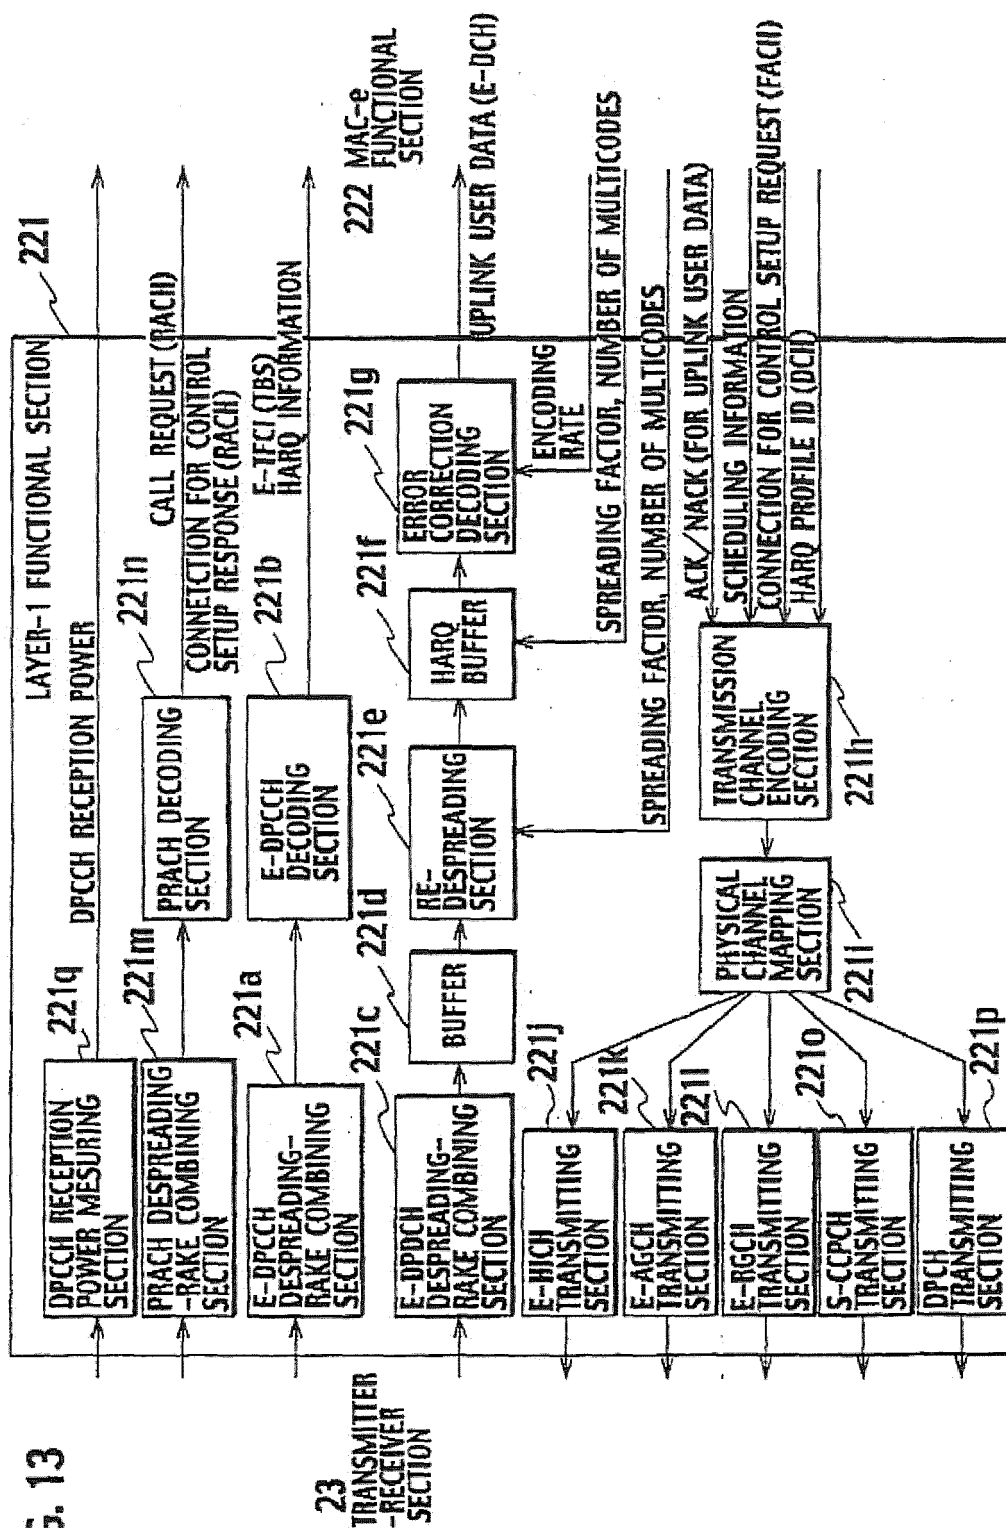 G. 13
LAYER-1 FUNCTIONAL SECTION
221
23
TRANSMITTER
-RECEIVER
SECTION
222 MAC-e
FUNCTIONAL
SECTION
DPCCH RECEPTION
POWER MESURING
SECTION
221q
DPCCH RECEPTION POWER
PRACH DESPREADING
-RAKE COMBINING
SECTION
221m
PRACH DECODING
SECTION
221n
CALL REQUEST (RACH)
CONNETCTION FOR CONTROL
SETUP RESPONSE (RACH)
E-DPCCH
DESPREADING-
RAKE COMBINING
SECTION
221a
E-DPCCH
DECODING
SECTION
221b
E-TFCI (TBS)
HARQ INFORMATION
E-DPDCH
DESPREADING-
RAKE COMBINING
SECTION
221c
BUFFER
221d
RE-
DESPREADING
SECTION
221e
HARQ
BUFFER
221f
ERROR
CORRECTION
DECODING
SECTION
221g
UPLINK USER DATA (E-DCH)
ENCODING
RATE
SPREADING FACTOR, NUMBER OF MULTICODES
SPREADING FACTOR, NUMBER OF MULTICODES
E-HICH
TRANSMITTING
SECTION
221j
E-AGCH
TRANSMITTING
SECTION
221k
E-RGCH
TRANSMITTING
SECTION
221l
S-CCPCH
TRANSMITTING
SECTION
221o
DPCH
TRANSMITTING
SECTION
221p
PHYSICAL
CHANNEL
MAPPING
SECTION
221i
TRANSMISSION
CHANNEL
ENCODING
SECTION
221h
ACK/NACK (FOR UPLINK USER DATA)
SCHEDULING INFORMATION
CONNECTION FOR CONTROL SETUP REQUEST (FACH)
HARQ PROFILE ID (DCH)